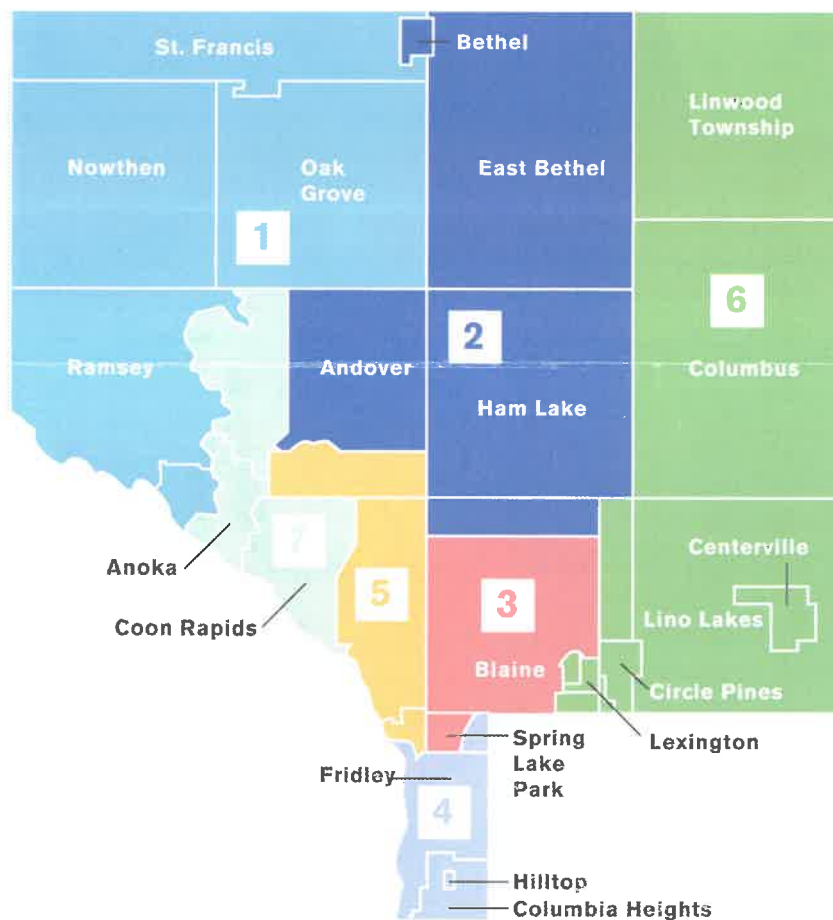 St. Francis
Bethel
Linwood
Township
Nowthen
Oak
Grove
East Bethel
1
6
2
Ramsey
Andover
Columbus
Ham Lake
7
Centerville
Anoka
5
3
Lino Lakes
Coon Rapids
Blaine
Circle Pines
Spring
Lake
Park
Lexington
Fridley
4
Hilltop
Columbia Heights